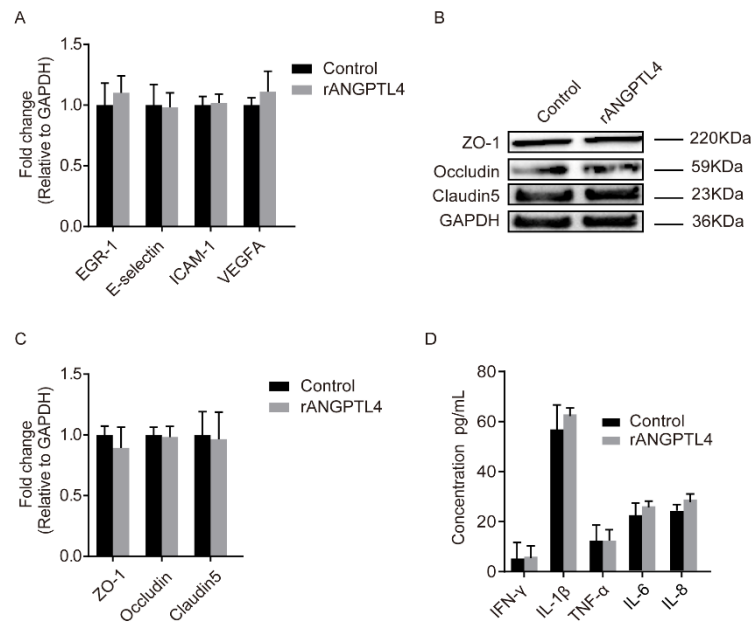 A
Fold change
(Relative to GAPDH)
1.5
1.0
0.5
0.0
Control
rANGPTL4
EGR-1
E-selectin
ICAM-1
VEGFA
B
Control
rANGPTL4
ZO-1
220KDa
Occludin
59KDa
Claudin5
23KDa
GAPDH
36KDa
C
Fold change
(Relative to GAPDH)
1.5
1.0
0.5
0.0
Control
rANGPTL4
ZO-1
Occludin
Claudin5
D
Concentration pg/mL
80
60
40
20
0
Control
rANGPTL4
IFN-γ
IL-1β
TNF-α
IL-6
IL-8